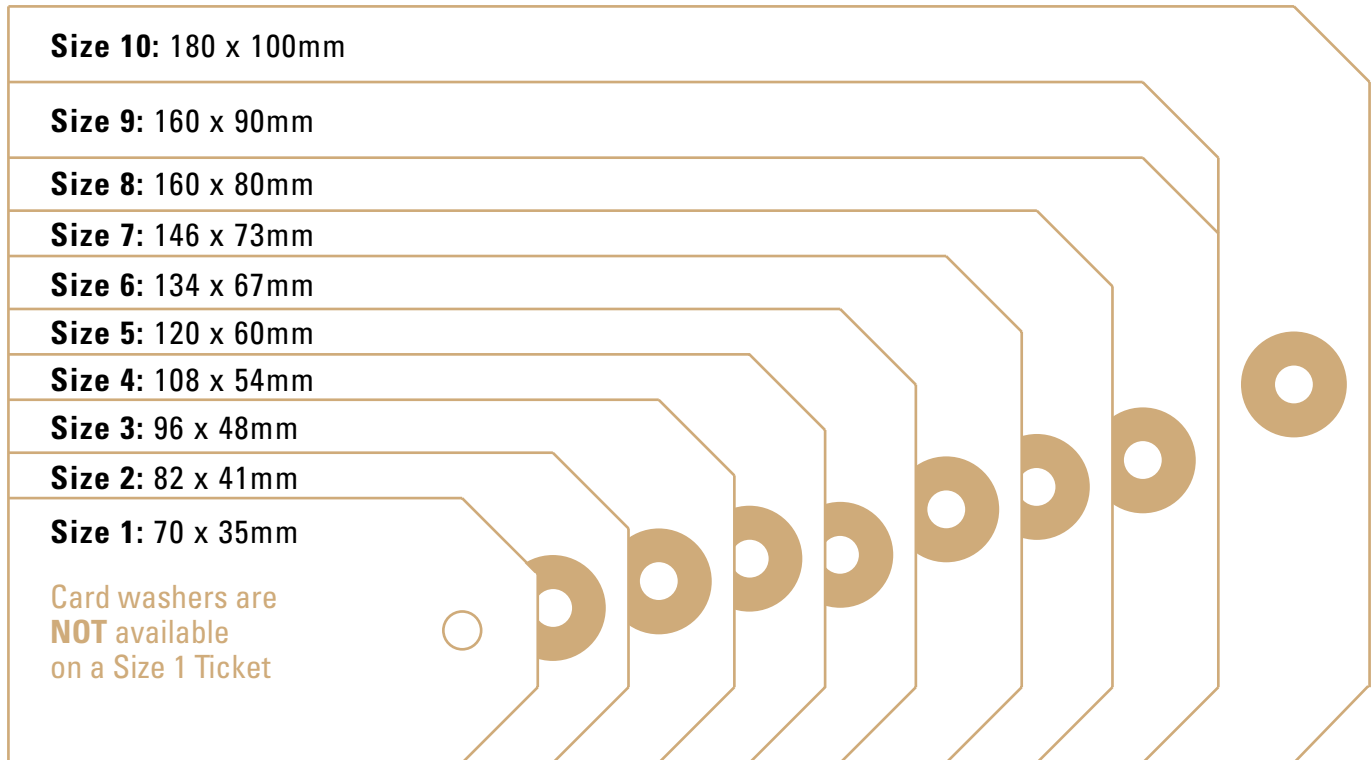 Size 10: 180 x 100mm
Size 9: 160 x 90mm
Size 8: 160 x 80mm
Size 7: 146 x 73mm
Size 6: 134 x 67mm
Size 5: 120 x 60mm
Size 4: 108 x 54mm
Size 3: 96 x 48mm
Size 2: 82 x 41mm
Size 1: 70 x 35mm
Card washers are
NOT available
on a Size 1 Ticket